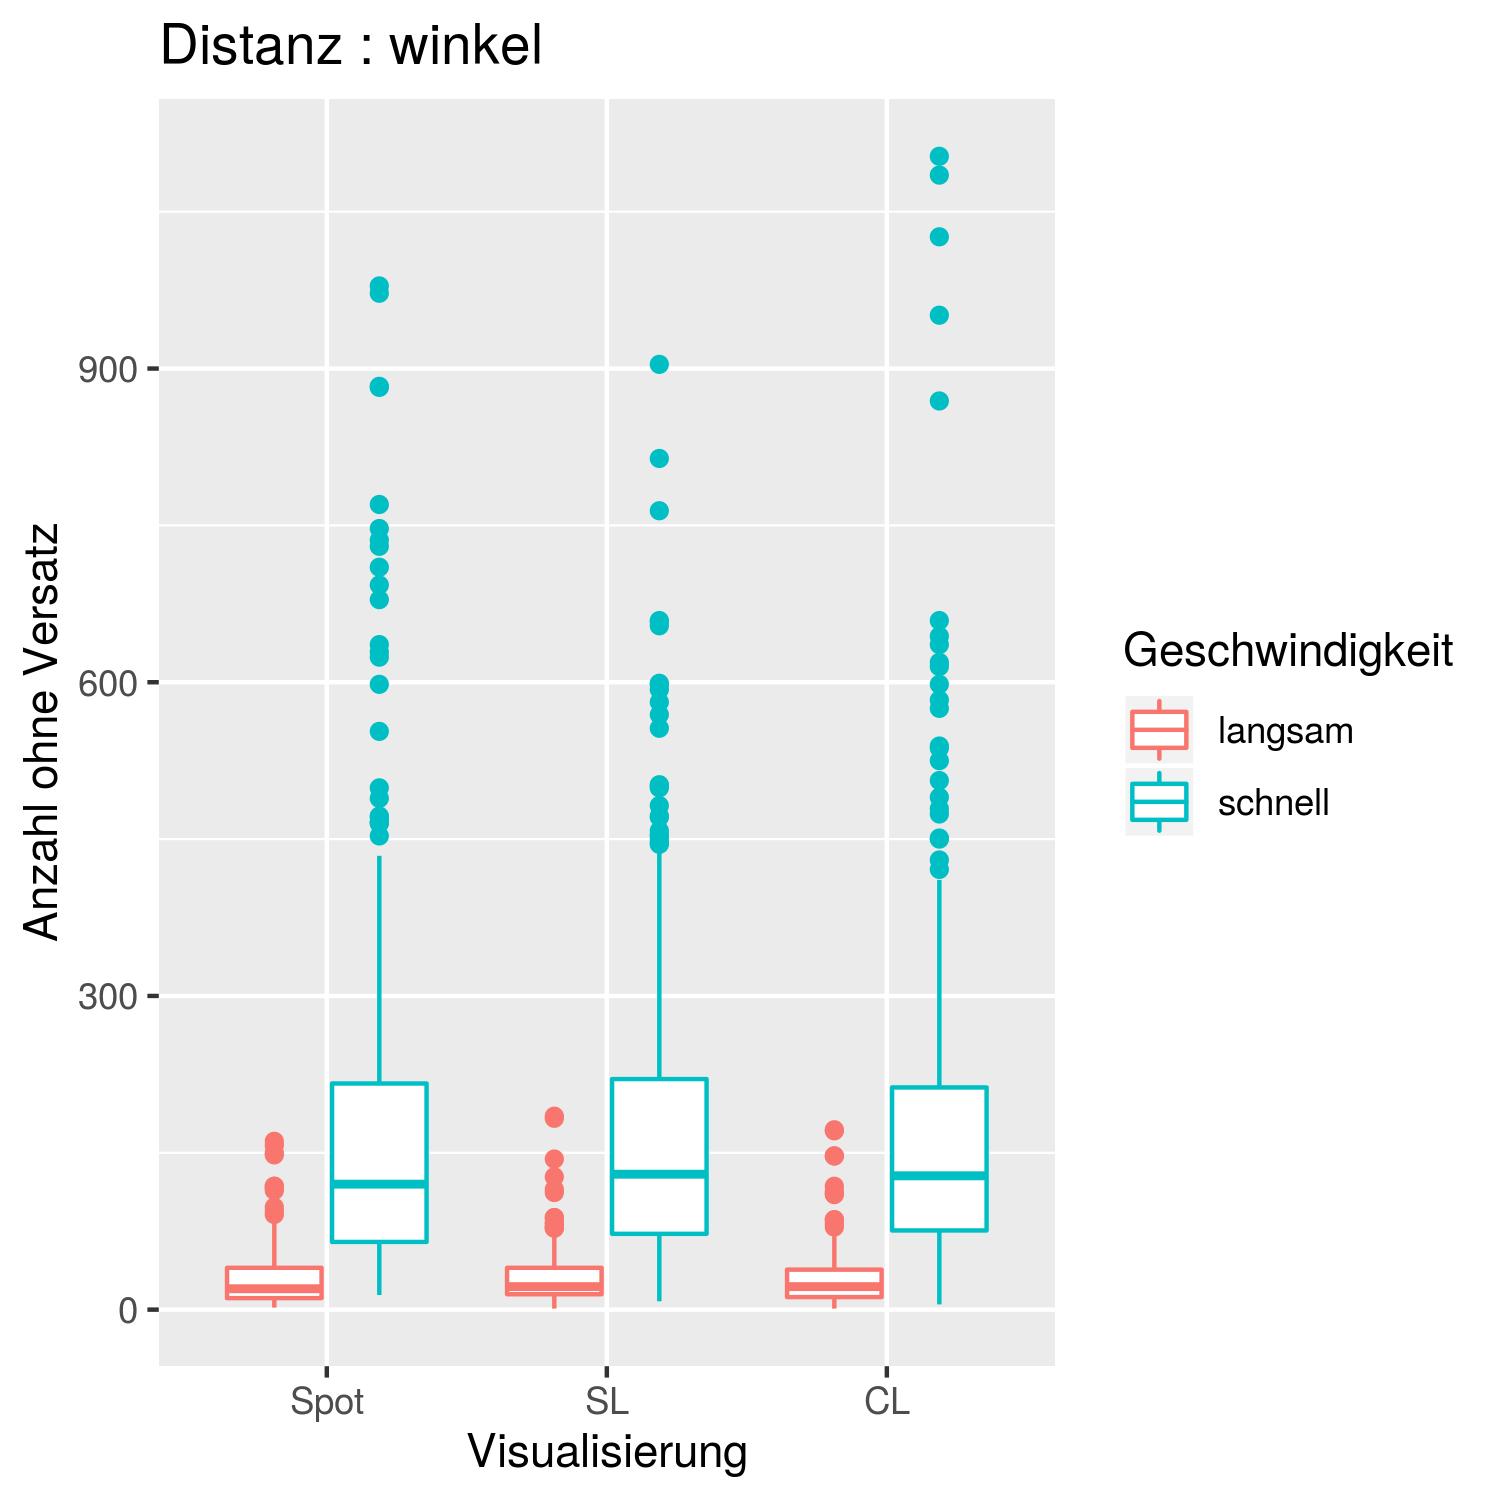 Distanz : winkel
Anzahl ohne Versatz
900
600
300
0
Spot SL CL
Visualisierung
Geschwindigkeit
langsam
schnell